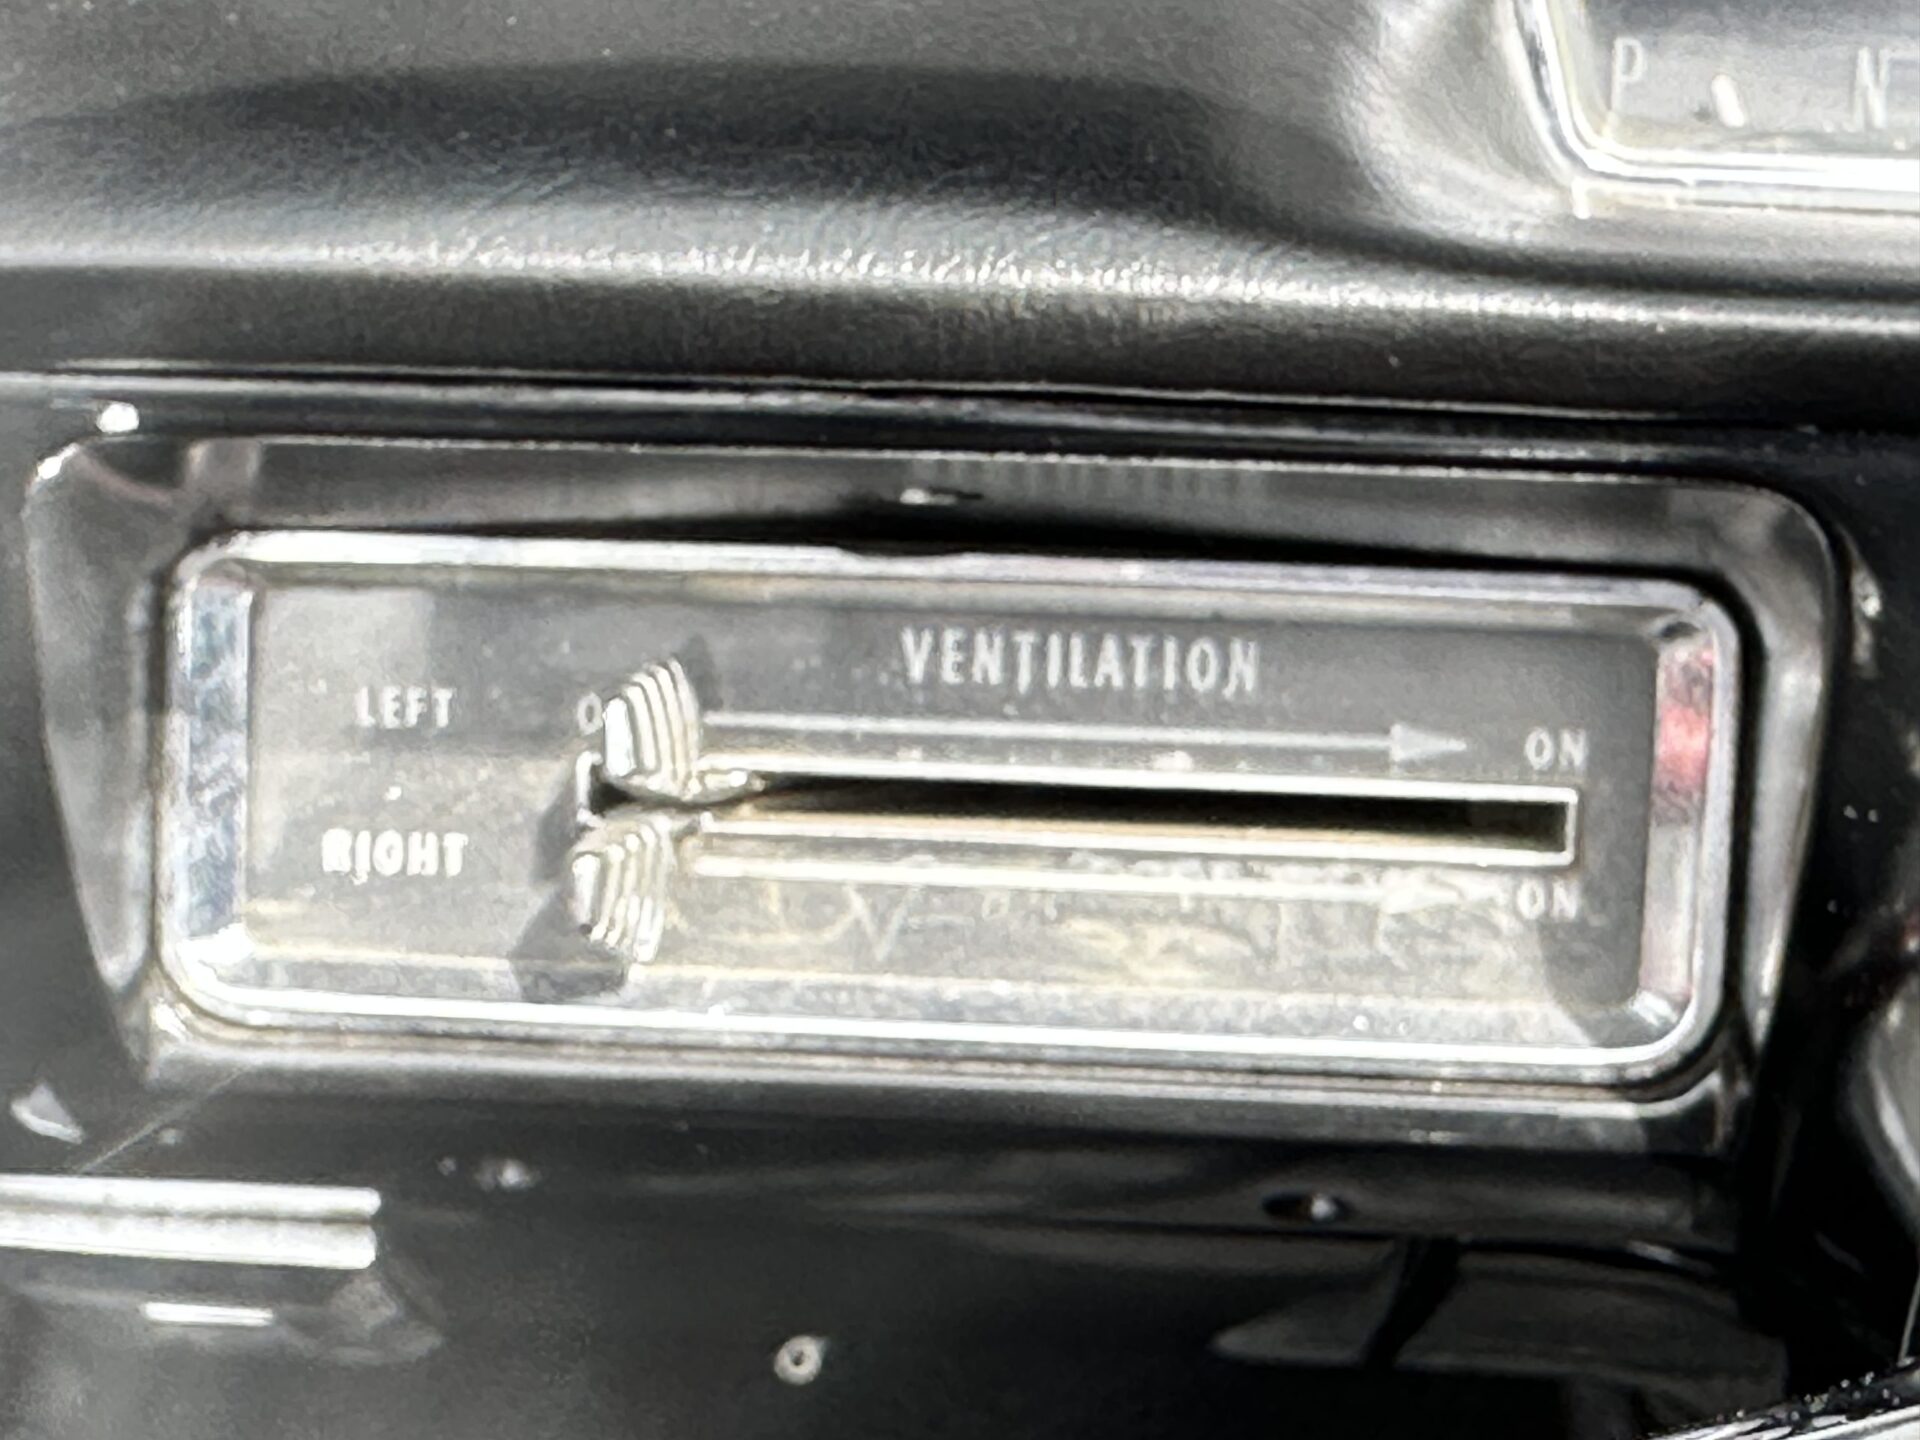 P N
VENTILATION
LEFT ON
RIGHT ON